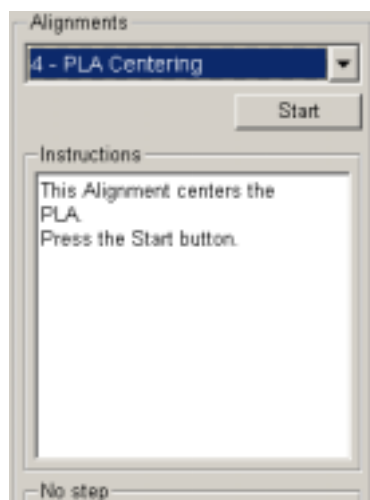 Alignments
4 - PLA Centering
Start
Instructions
This Alignment centers the
PLA.
Press the Start button.
No step